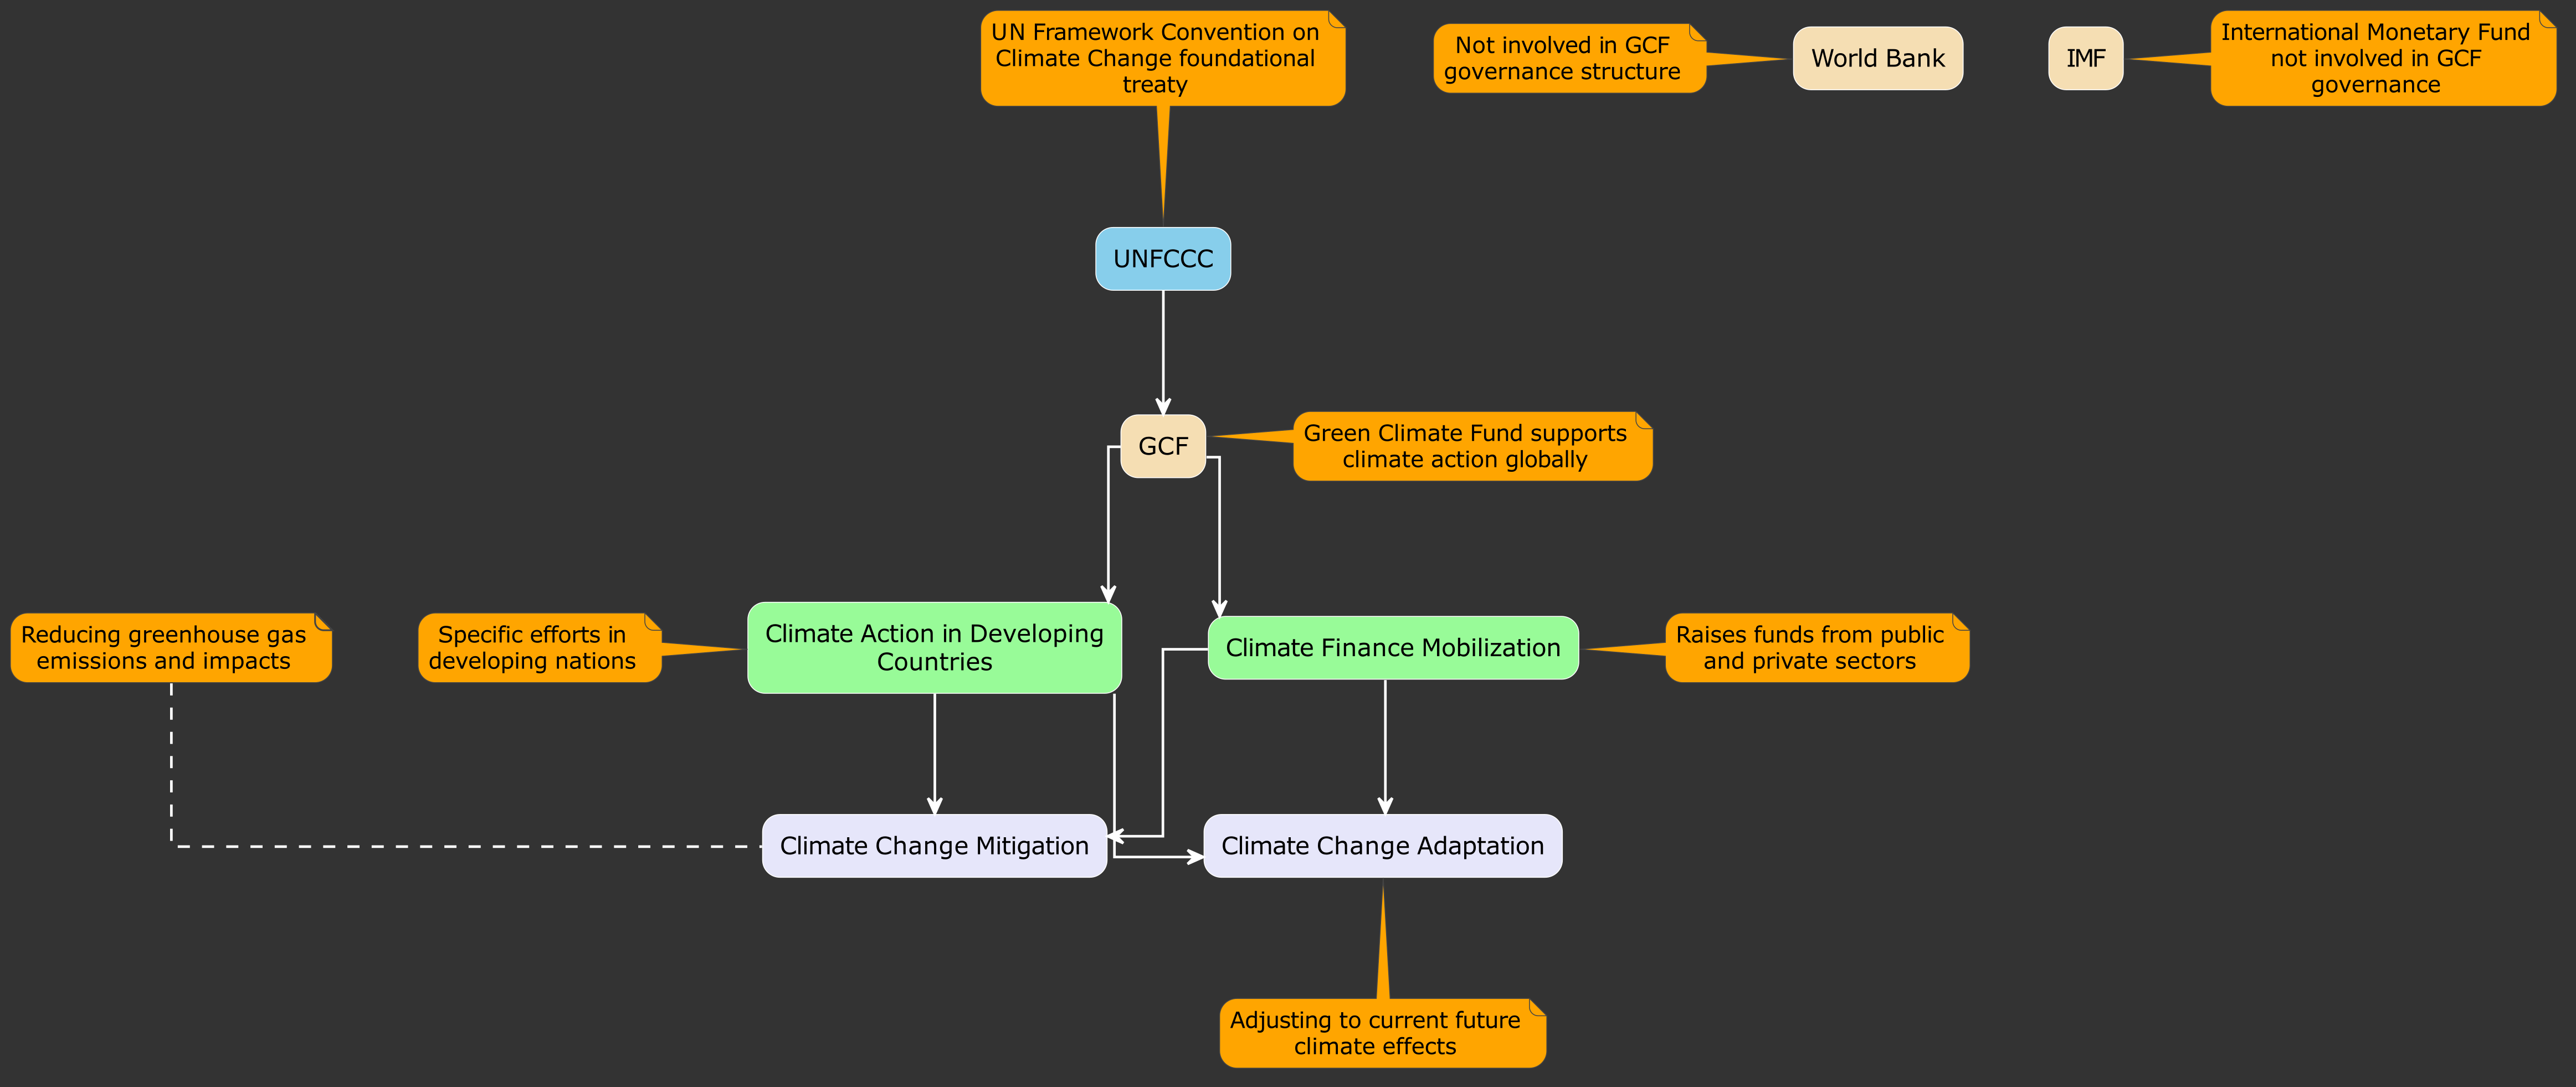 UN Framework Convention on
Climate Change foundational
treaty
Not involved in GCF
governance structure
World Bank
IMF
International Monetary Fund
not involved in GCF
governance
UNFCCC
GCF
Green Climate Fund supports
climate action globally
Reducing greenhouse gas
emissions and impacts
Specific efforts in
developing nations
Climate Action in Developing
Countries
Climate Finance Mobilization
Raises funds from public
and private sectors
Climate Change Mitigation
Climate Change Adaptation
Adjusting to current future
climate effects